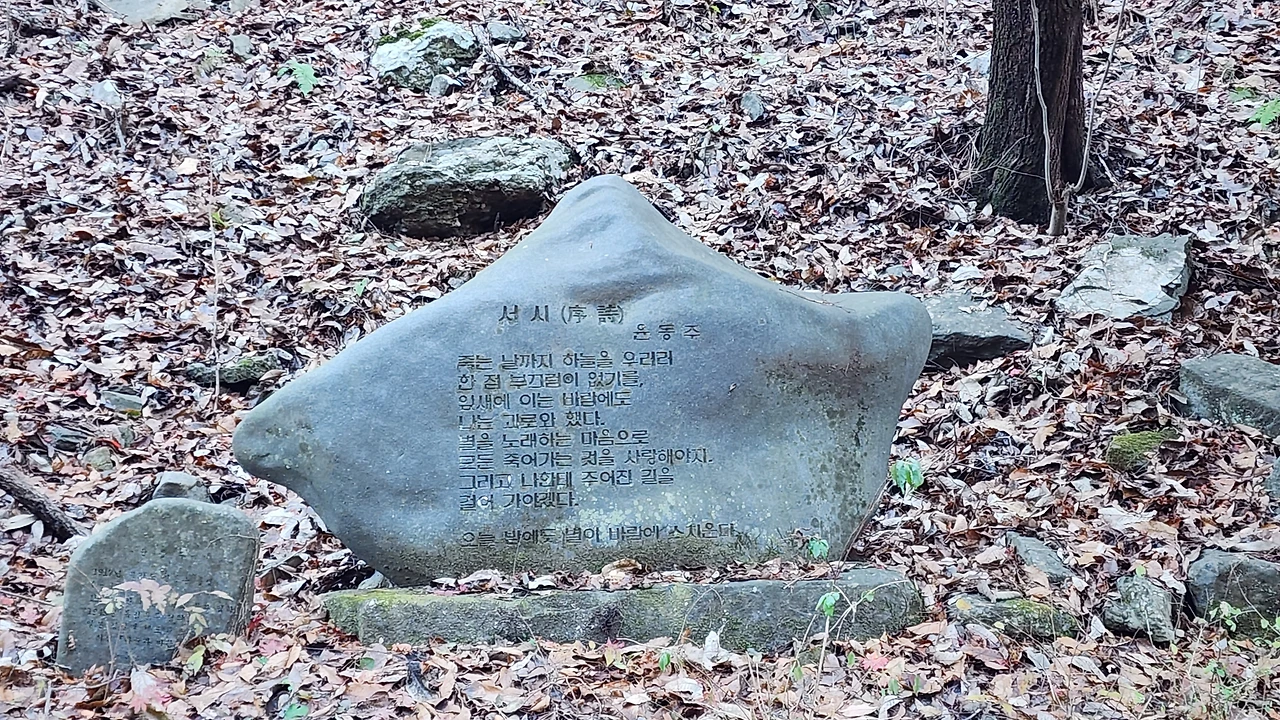 서 시 (序 詩)
윤 동 주
죽는 날까지 하늘을 우러러
한 점 부끄럼이 없기를,
잎새에 이는 바람에도
나는 괴로와 했다.
별을 노래하는 마음으로
모든 죽어가는 것을 사랑해야지.
그리고 나한테 주어진 길을
걸어 가야겠다.
오늘 밤에도 별이 바람에 스치운다.